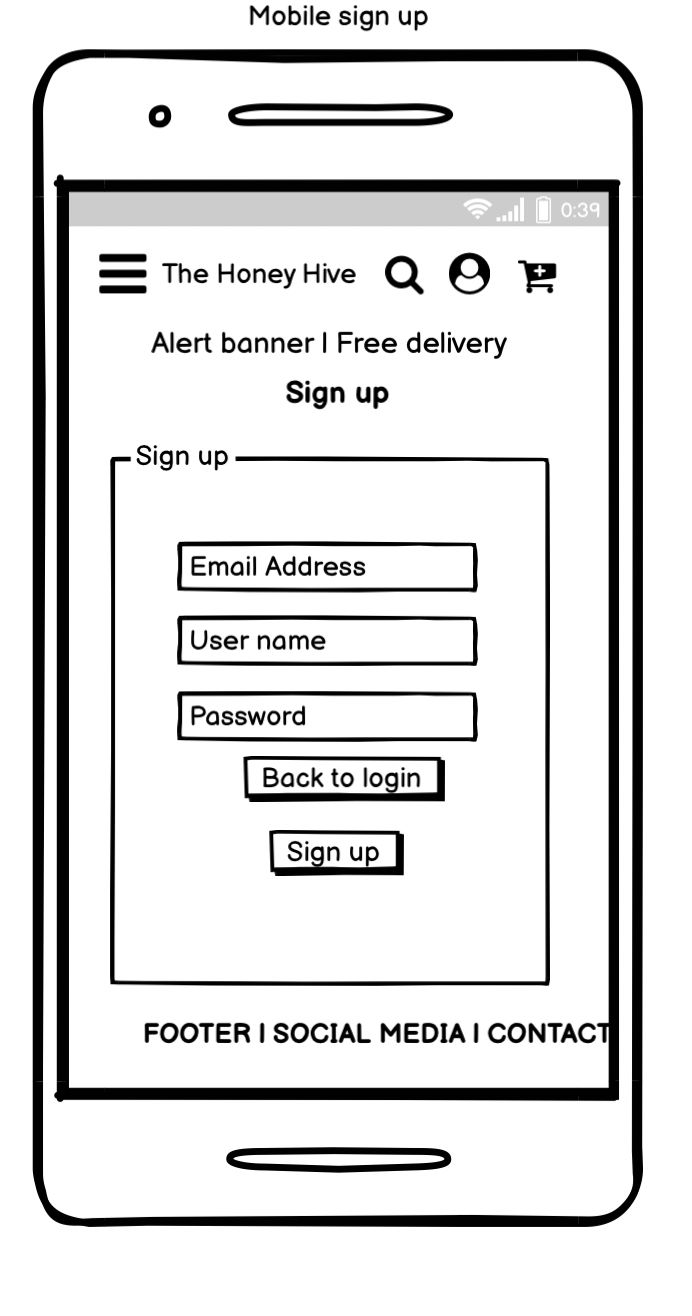 Mobile sign up
0:39
The Honey Hive
Alert banner | Free delivery
Sign up
Sign up
Email Address
User name
Password
Back to login
Sign up
FOOTER | SOCIAL MEDIA | CONTACT